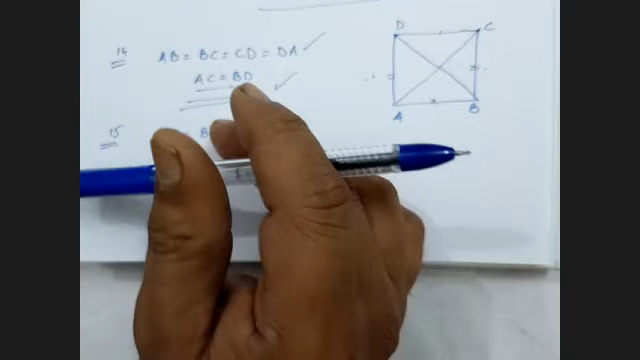 D C
14 AB = BC = CD = DA ✓
AC = BD ✓
A B
15 = B